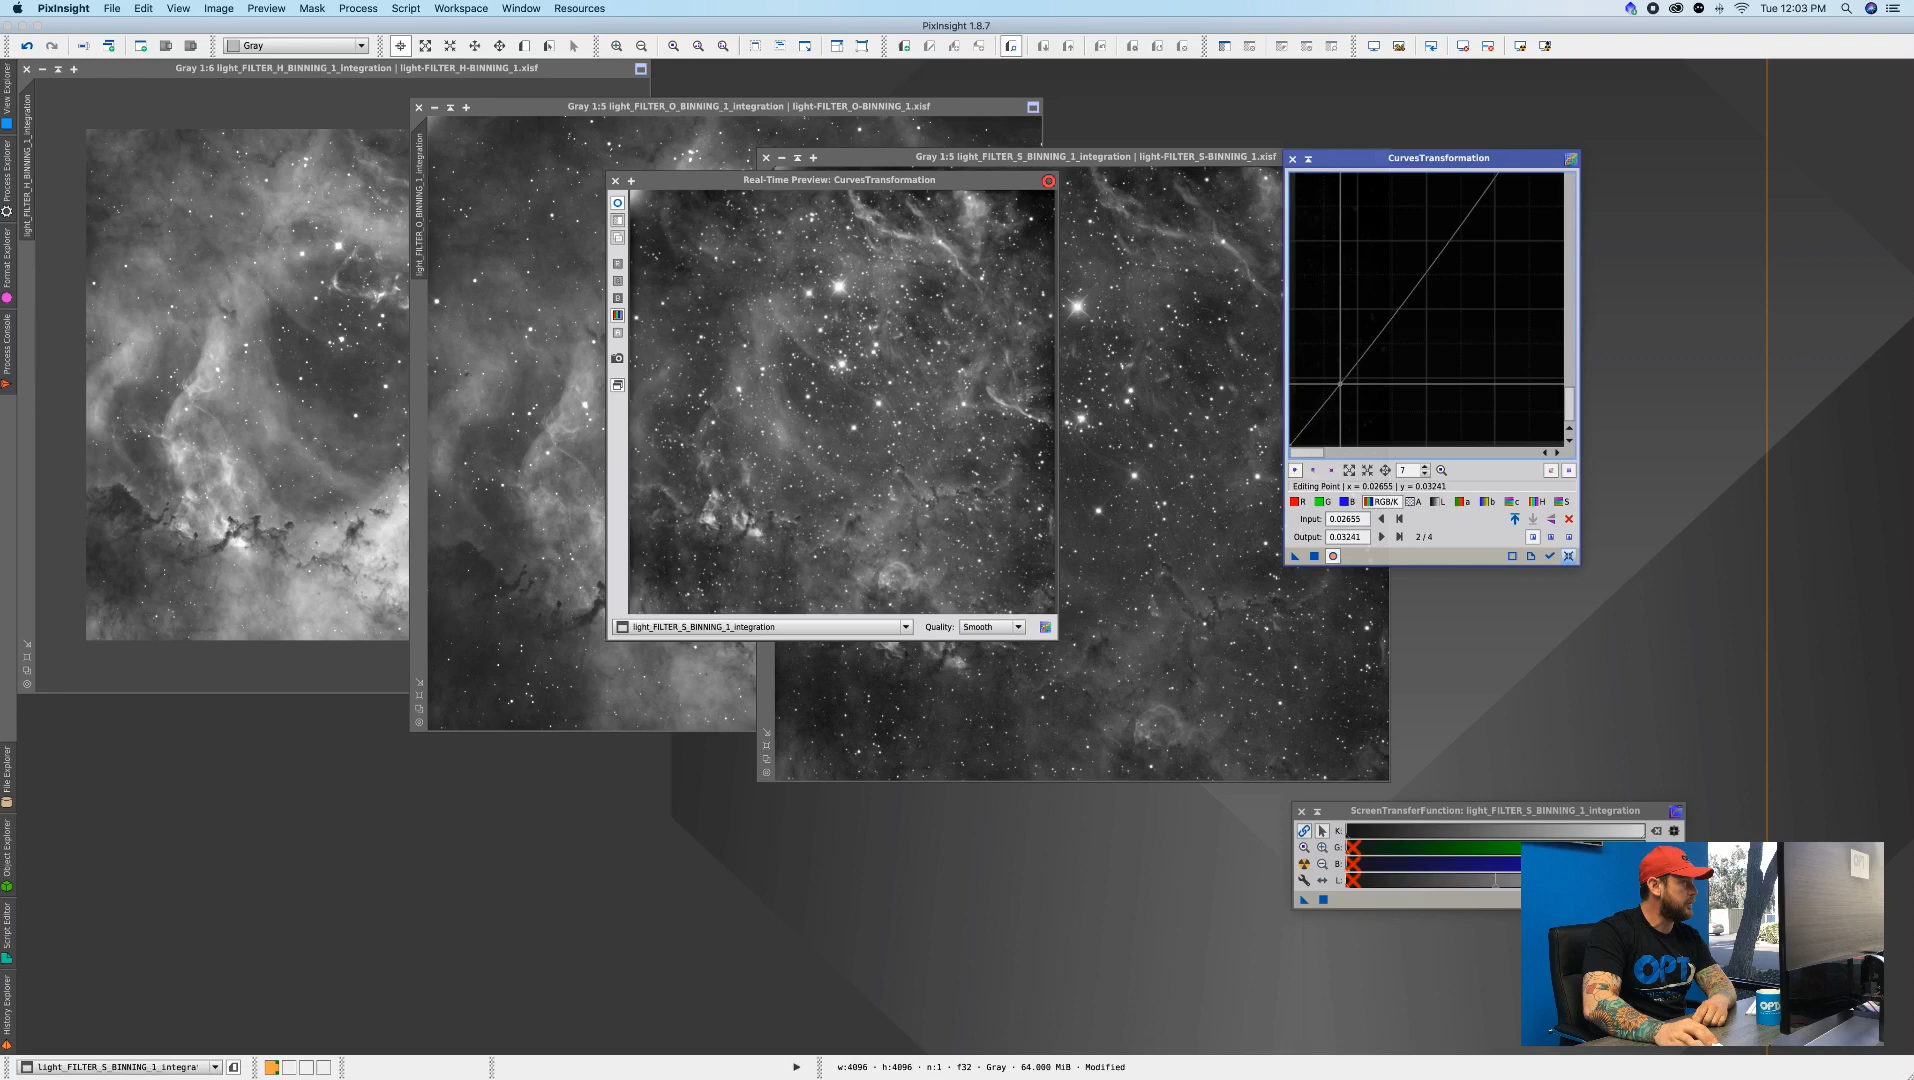 PixInsight File Edit View Image Preview Mask Process Script Workspace Window Resources
Tue 12:03 PM
PixInsight 1.8.7
Gray
Gray 1:6 light_FILTER_H_BINNING_1_integration | light-FILTER_H-BINNING_1.xisf
Gray 1:5 light_FILTER_O_BINNING_1_integration | light-FILTER_O-BINNING_1.xisf
Gray 1:5 light_FILTER_S_BINNING_1_integration | light-FILTER_S-BINNING_1.xisf
CurvesTransformation
Real-Time Preview: CurvesTransformation
View Explorer
Process Explorer
Format Explorer
Process Console
File Explorer
Object Explorer
Script Editor
History Explorer
light_FILTER_H_BINNING_1_integration
light_FILTER_O_BINNING_1_integration
7
Editing Point | x = 0.02655 | y = 0.03241
R G B RGB/K A L a b c H S
Input: 0.02655
Output: 0.03241 2 / 4
light_FILTER_S_BINNING_1_integration Quality: Smooth
ScreenTransferFunction: light_FILTER_S_BINNING_1_integration
K:
G:
B:
L:
OPT
OPT
OPT
light_FILTER_S_BINNING_1_integra
w:4096 · h:4096 · n:1 · f32 · Gray · 64.000 MiB · Modified